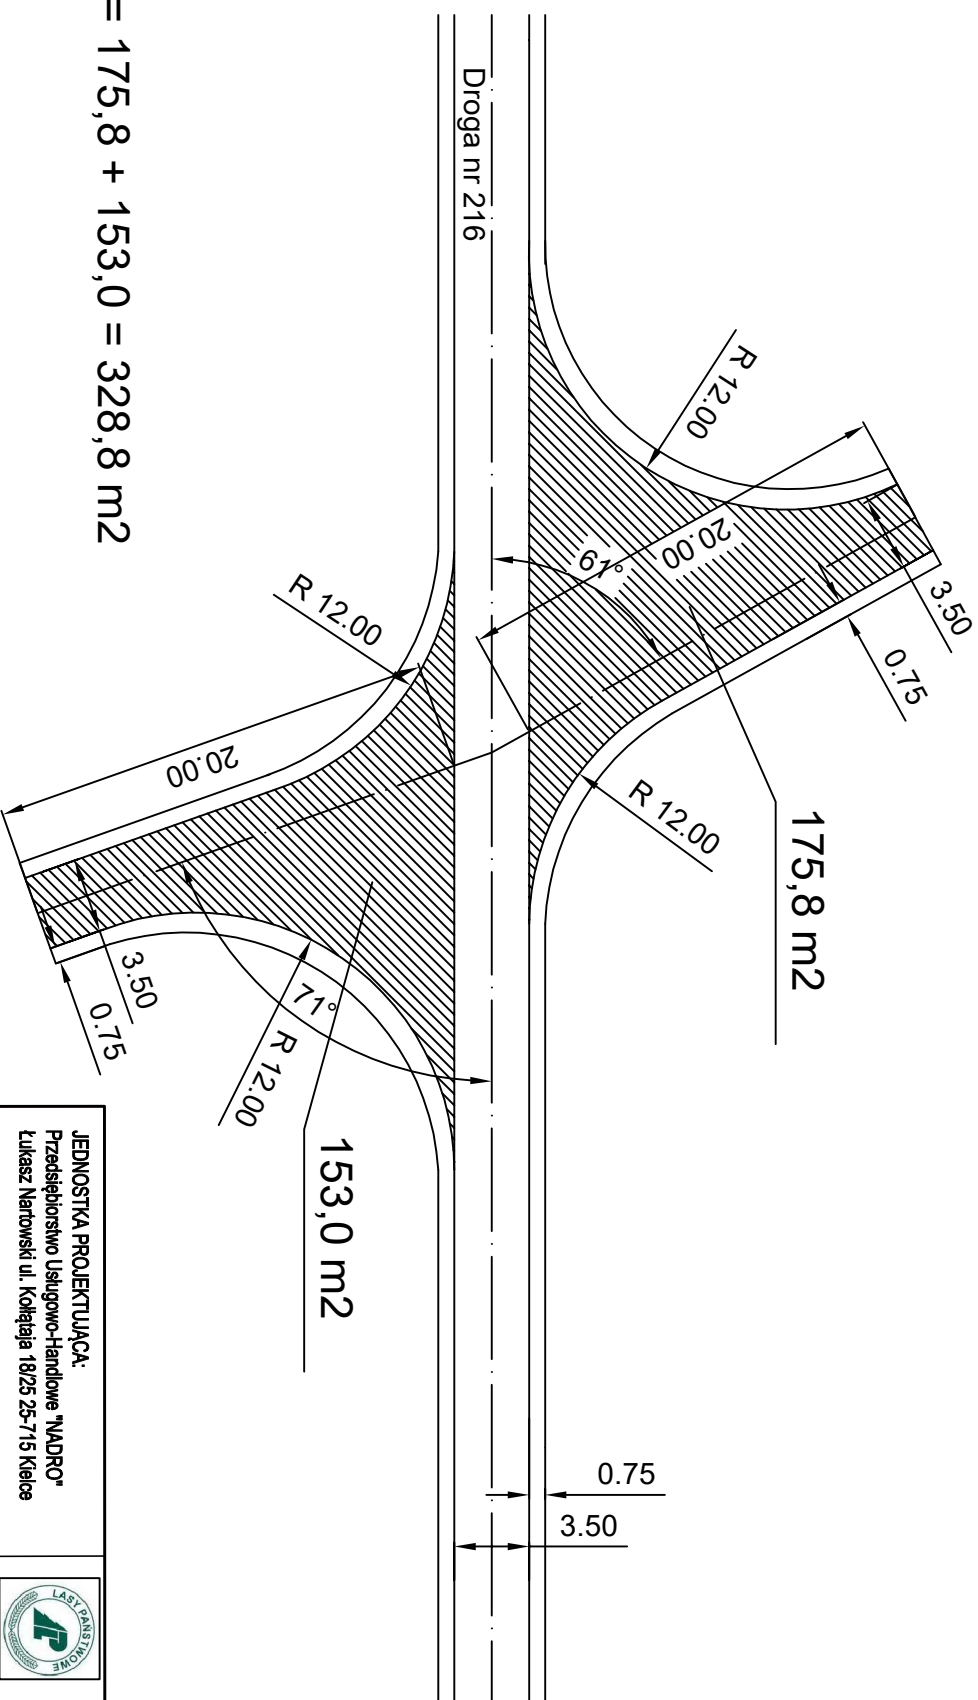 Droga nr 216
R 12.00
20.00
61°
3.50
0.75
R 12.00
175,8 m2
R 12.00
20.00
3.50
0.75
71°
R 12.00
153,0 m2
0.75
3.50
= 175,8 + 153,0 = 328,8 m2
JEDNOSTKA PROJEKTUJĄCA:
Przedsiębiorstwo Usługowo-Handlowe "NADRO"
Łukasz Nartowski ul. Kołłątaja 18/25 25-715 Kielce
LASY PAŃSTWOWE